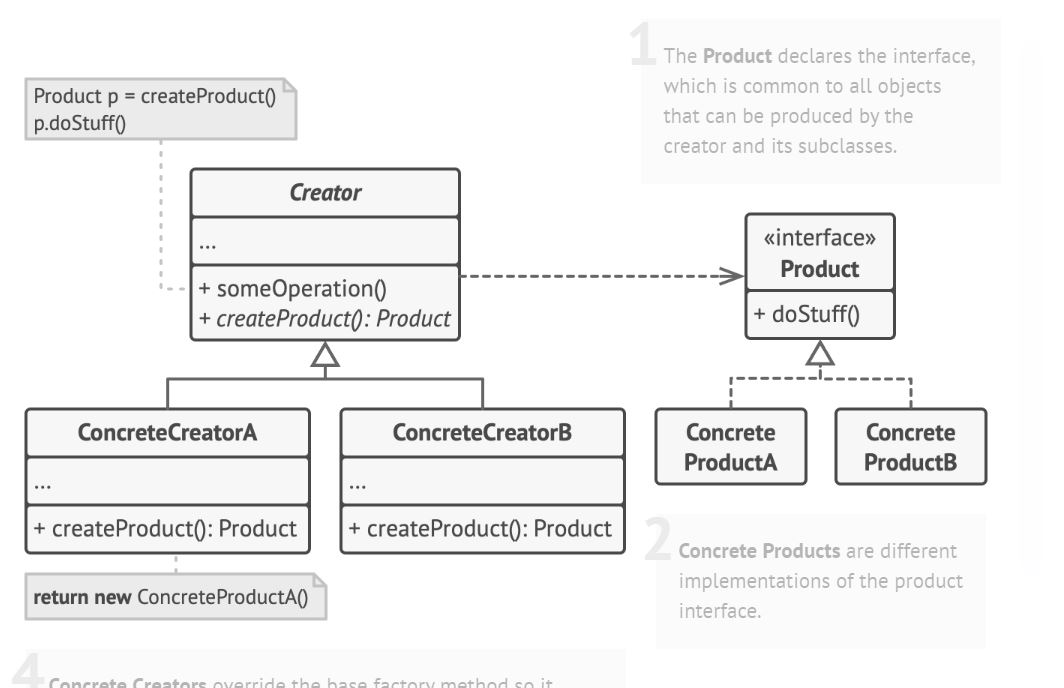 1
The Product declares the interface,
which is common to all objects
that can be produced by the
creator and its subclasses.
Product p = createProduct()
p.doStuff()
Creator
...
+ someOperation()
+ createProduct(): Product
«interface»
Product
+ doStuff()
ConcreteCreatorA
...
+ createProduct(): Product
ConcreteCreatorB
...
+ createProduct(): Product
Concrete
ProductA
Concrete
ProductB
return new ConcreteProductA()
2
Concrete Products are different
implementations of the product
interface.
4
Concrete Creators override the base factory method so it